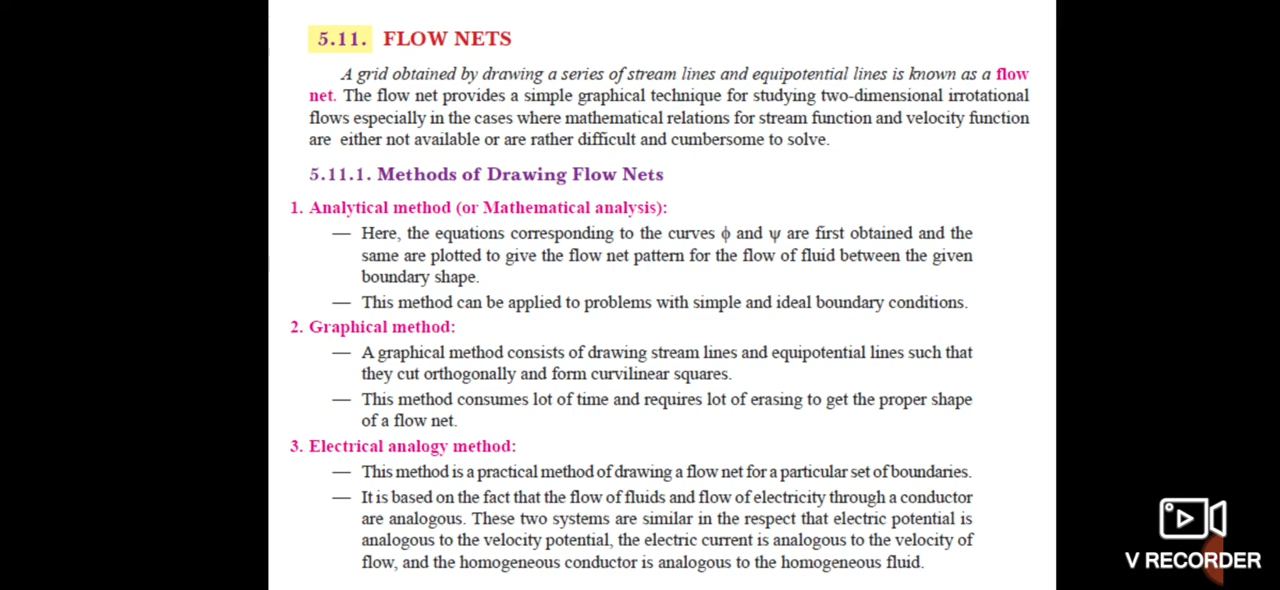 5.11. FLOW NETS
A grid obtained by drawing a series of stream lines and equipotential lines is known as a flow
net. The flow net provides a simple graphical technique for studying two-dimensional irrotational
flows especially in the cases where mathematical relations for stream function and velocity function
are either not available or are rather difficult and cumbersome to solve.
5.11.1. Methods of Drawing Flow Nets
1. Analytical method (or Mathematical analysis):
— Here, the equations corresponding to the curves ϕ and ψ are first obtained and the
same are plotted to give the flow net pattern for the flow of fluid between the given
boundary shape.
— This method can be applied to problems with simple and ideal boundary conditions.
2. Graphical method:
— A graphical method consists of drawing stream lines and equipotential lines such that
they cut orthogonally and form curvilinear squares.
— This method consumes lot of time and requires lot of erasing to get the proper shape
of a flow net.
3. Electrical analogy method:
— This method is a practical method of drawing a flow net for a particular set of boundaries.
— It is based on the fact that the flow of fluids and flow of electricity through a conductor
are analogous. These two systems are similar in the respect that electric potential is
analogous to the velocity potential, the electric current is analogous to the velocity of
flow, and the homogeneous conductor is analogous to the homogeneous fluid.
V RECORDER